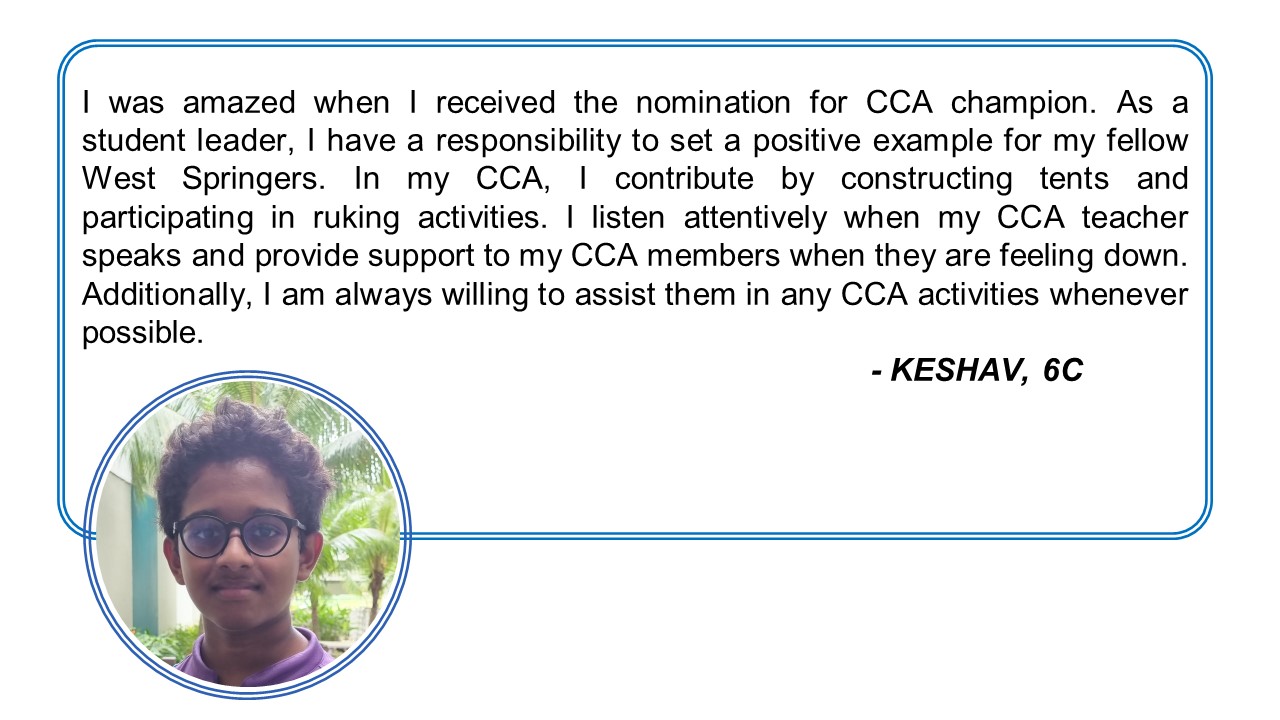 I was amazed when I received the nomination for CCA champion. As a
student leader, I have a responsibility to set a positive example for my fellow
West Springers. In my CCA, I contribute by constructing tents and
participating in ruking activities. I listen attentively when my CCA teacher
speaks and provide support to my CCA members when they are feeling down.
Additionally, I am always willing to assist them in any CCA activities whenever
possible.
- KESHAV, 6C